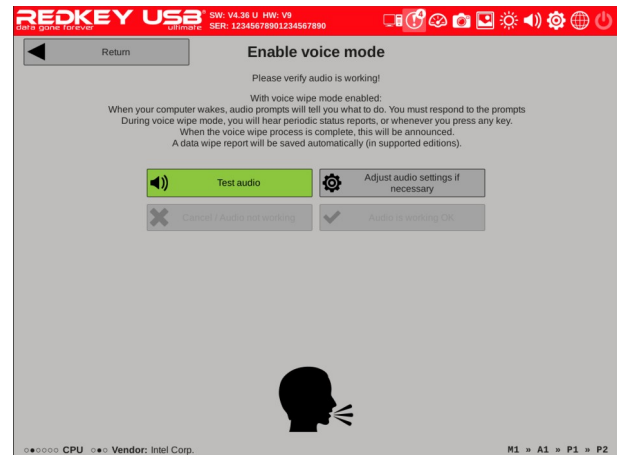 REDKEY USB
data gone forever
ultimate
SW: V4.36 U HW: V9
SER: 12345678901234567890
4
Return
Enable voice mode
Please verify audio is working!
With voice wipe mode enabled:
When your computer wakes, audio prompts will tell you what to do. You must respond to the prompts
During voice wipe mode, you will hear periodic status reports, or whenever you press any key.
When the voice wipe process is complete, this will be announced.
A data wipe report will be saved automatically (in supported editions).
Test audio
Adjust audio settings if
necessary
Cancel / Audio not working
Audio is working OK
CPU Vendor: Intel Corp.
M1 » A1 » P1 » P2